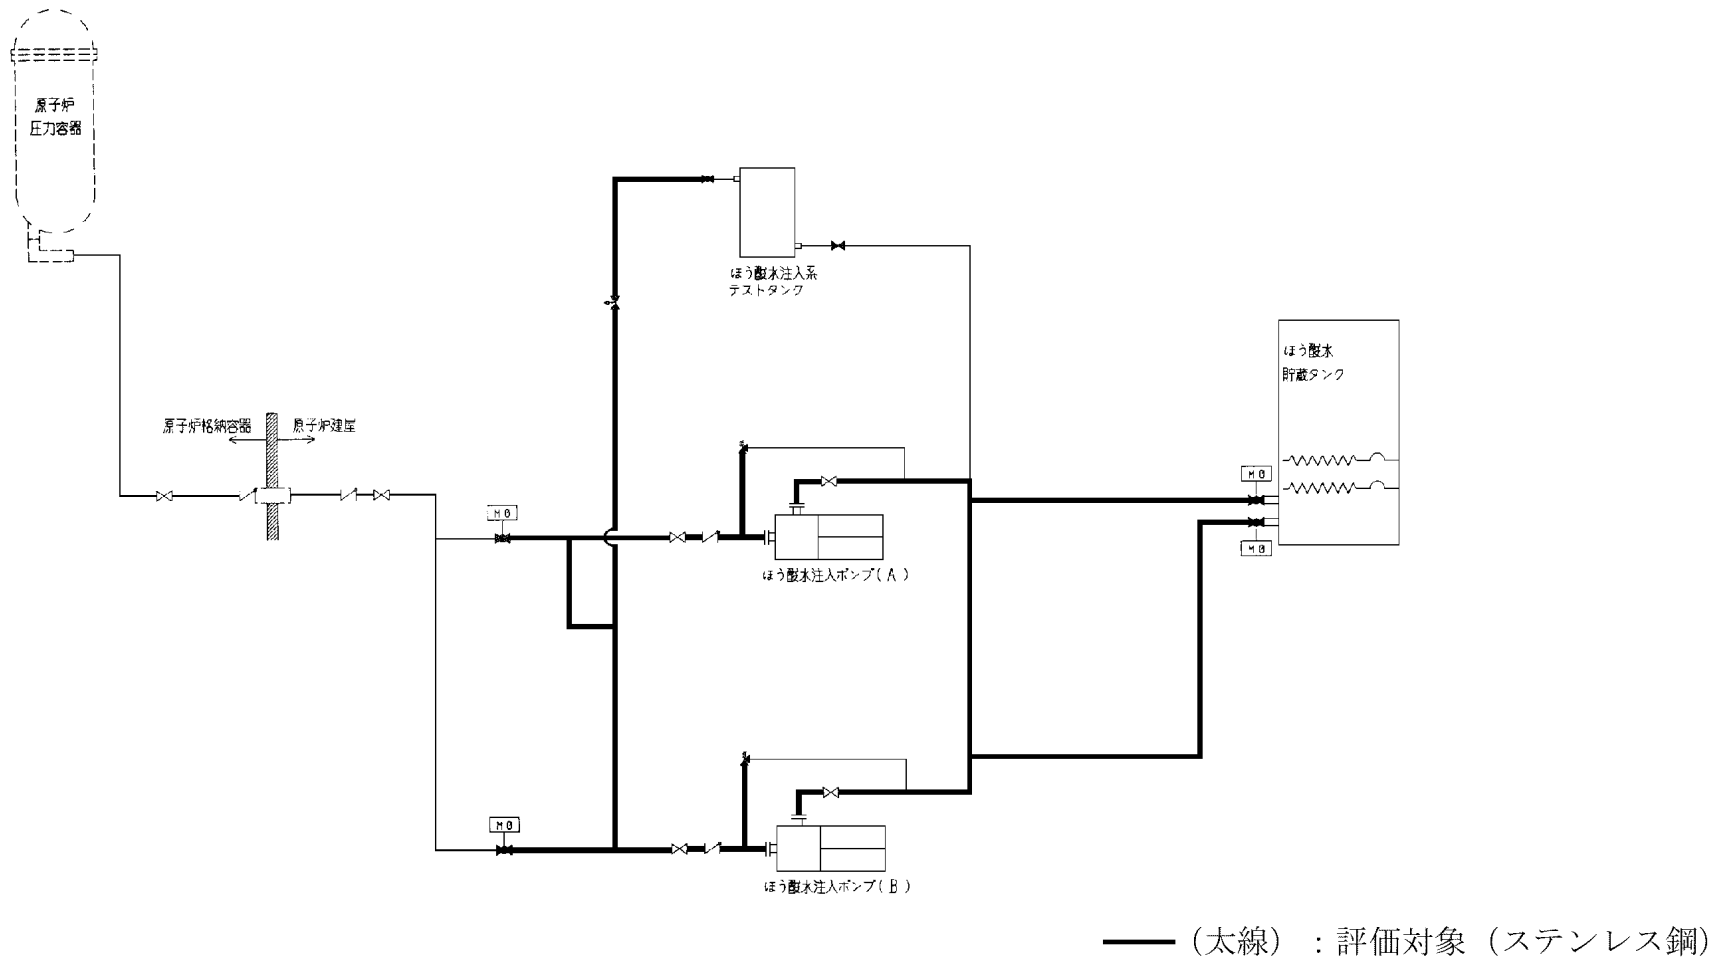 原子炉
圧力容器
ほう酸水注入系
テストタンク
ほう酸水
貯蔵タンク
原子炉格納容器
原子炉建屋
MO
MO
MO
ほう酸水注入ポンプ(A)
MO
ほう酸水注入ポンプ(B)
(太線):評価対象(ステンレス鋼)